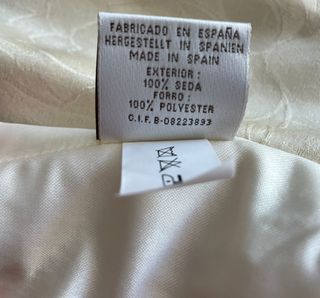 FABRICADO EN ESPAÑA
HERGESTELLT IN SPANIEN
MADE IN SPAIN
EXTERIOR:
100% SEDA
FORRO:
100% POLYESTER
C.I.F. B-08223893